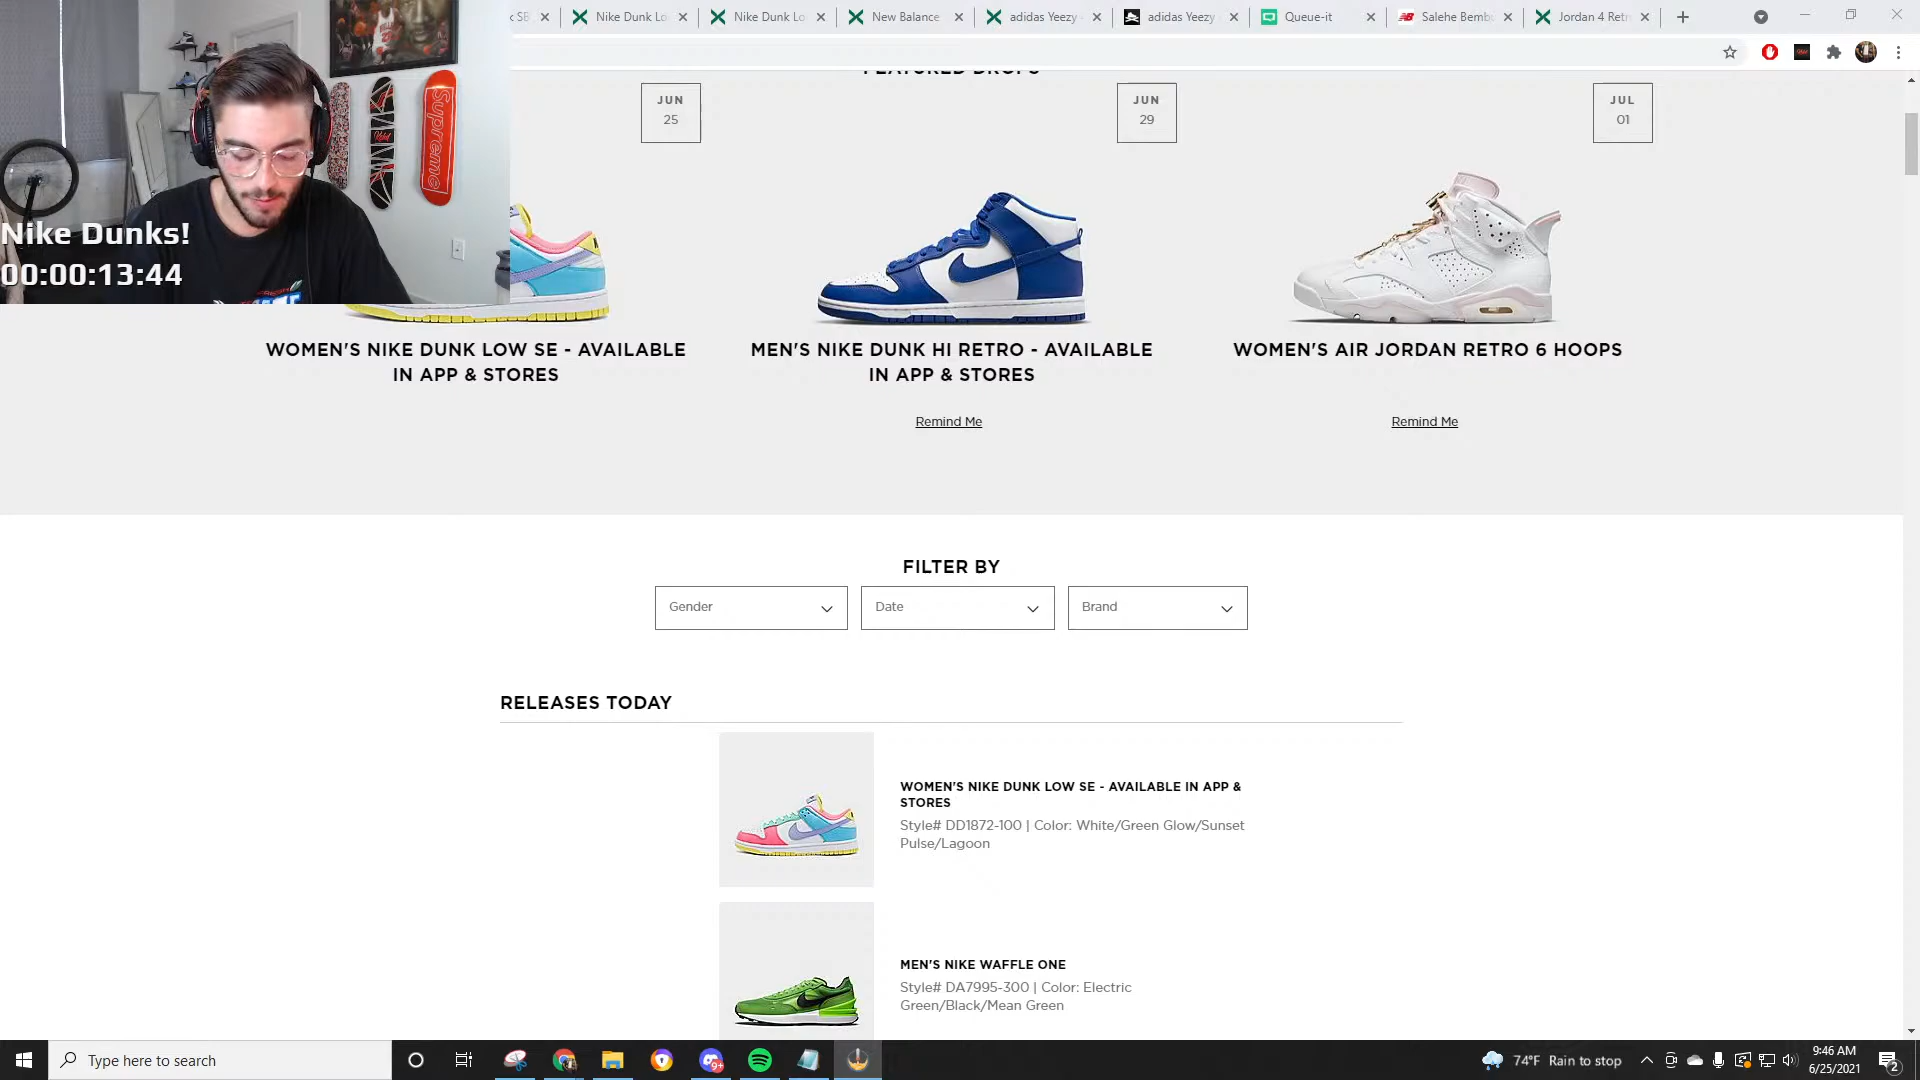 k SB
Nike Dunk Lo
Nike Dunk Lo
New Balance
adidas Yeezy
adidas Yeezy
Queue-it
Salehe Bembu
Jordan 4 Retr
FEATURED DROPS
JUN
25
JUN
29
JUL
01
Supreme
Nike Dunks!
00:00:13:44
WOMEN'S NIKE DUNK LOW SE - AVAILABLE
IN APP & STORES
MEN'S NIKE DUNK HI RETRO - AVAILABLE
IN APP & STORES
WOMEN'S AIR JORDAN RETRO 6 HOOPS
Remind Me
Remind Me
FILTER BY
Gender
Date
Brand
RELEASES TODAY
WOMEN'S NIKE DUNK LOW SE - AVAILABLE IN APP &
STORES
Style# DD1872-100 | Color: White/Green Glow/Sunset
Pulse/Lagoon
MEN'S NIKE WAFFLE ONE
Style# DA7995-300 | Color: Electric
Green/Black/Mean Green
Type here to search
9+
74°F Rain to stop
9:46 AM
6/25/2021
2